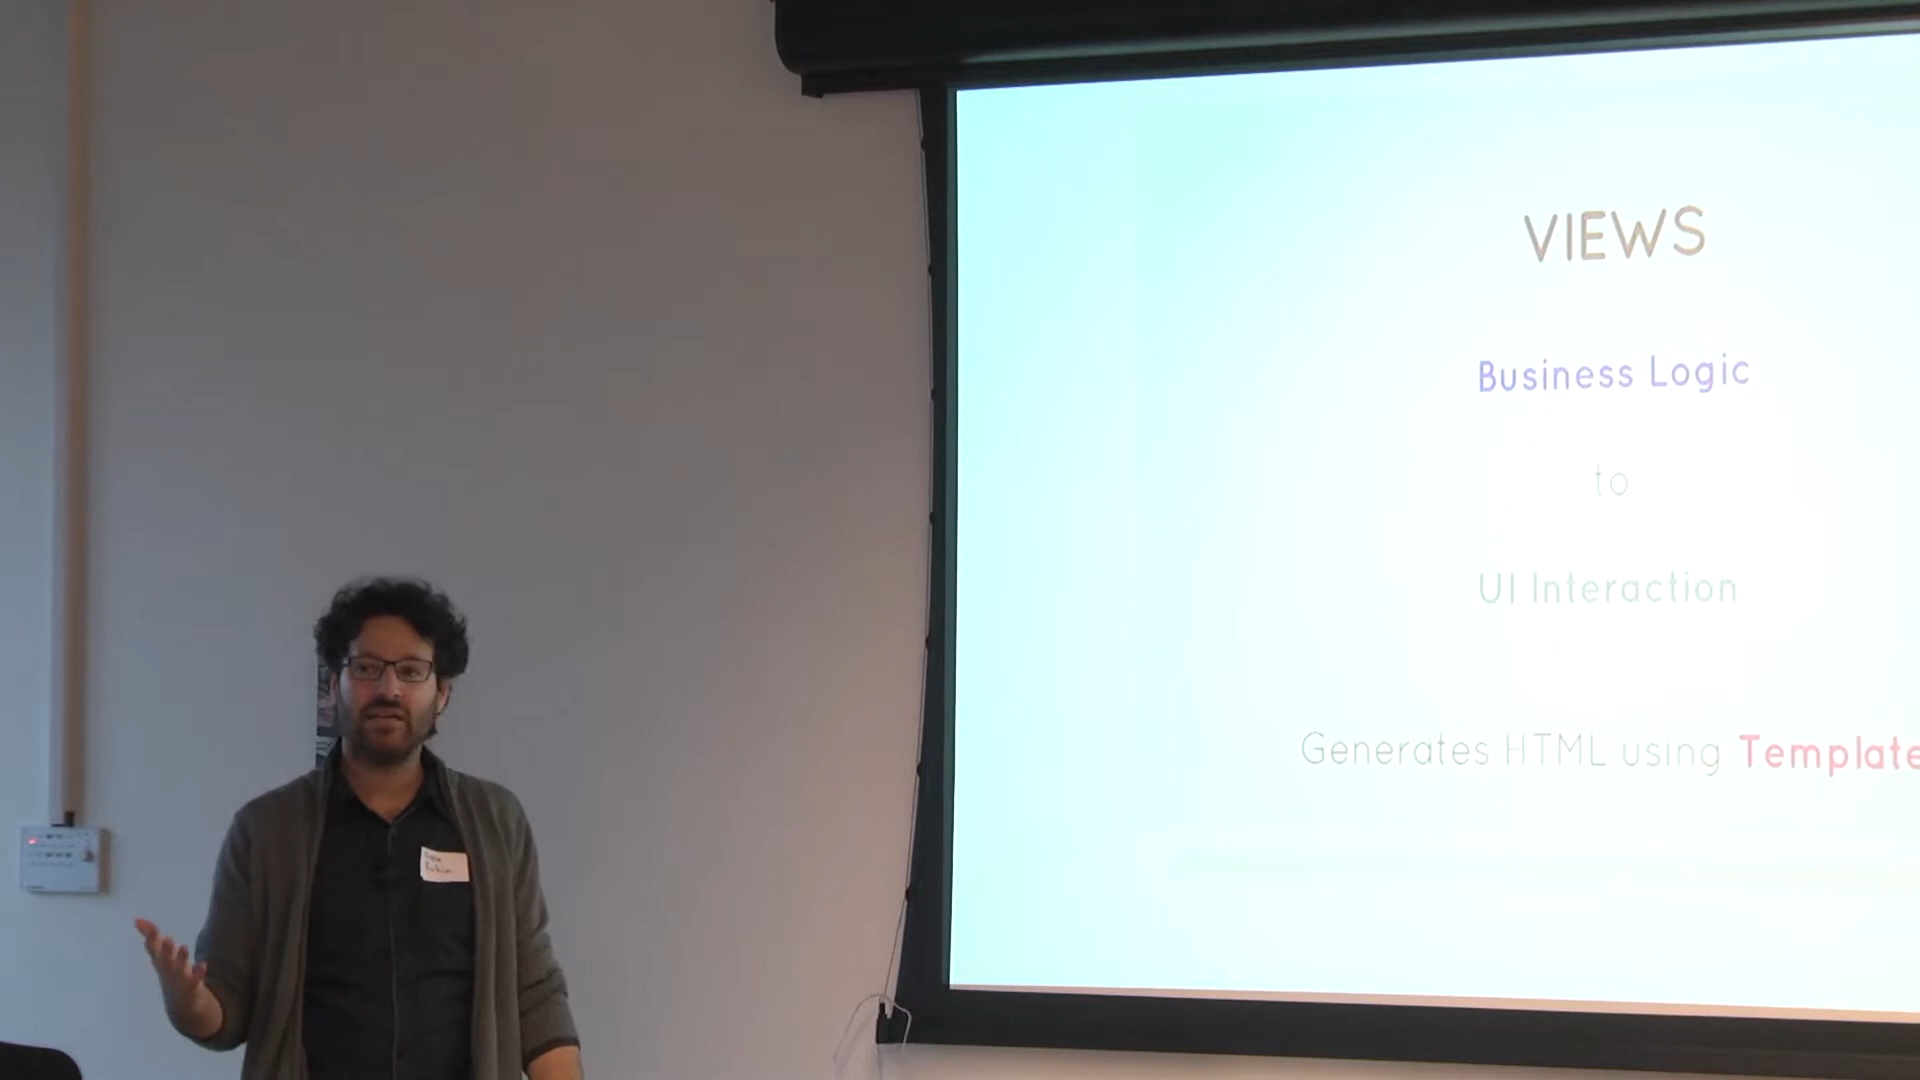 VIEWS
Business Logic
to
UI Interaction
Generates HTML using Template